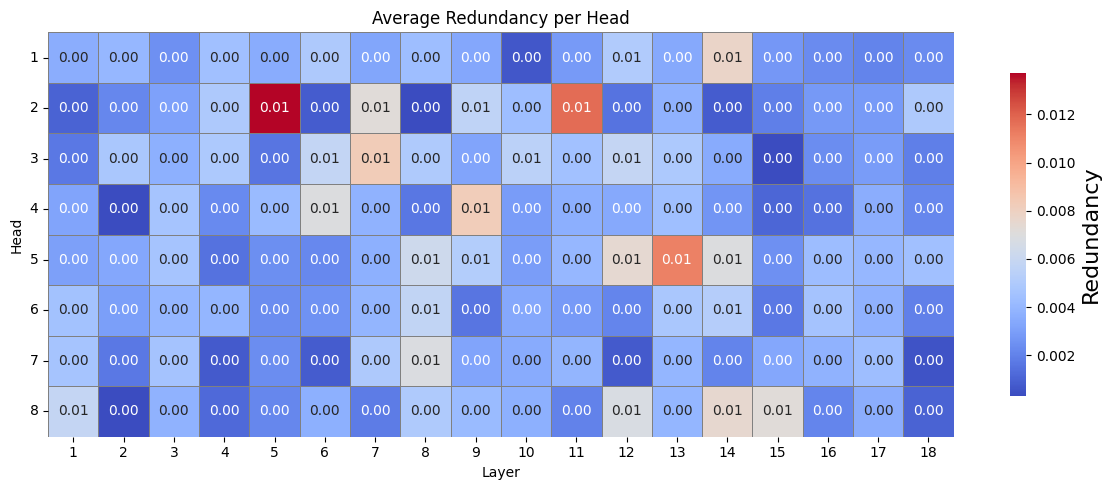 Average Redundancy per Head
1 0.00 0.00 0.00 0.00 0.00 0.00 0.00 0.00 0.00 0.00 0.00 0.01 0.00 0.01 0.00 0.00 0.00 0.00
2 0.00 0.00 0.00 0.00 0.01 0.00 0.01 0.00 0.01 0.00 0.01 0.00 0.00 0.00 0.00 0.00 0.00 0.00
3 0.00 0.00 0.00 0.00 0.00 0.01 0.01 0.00 0.00 0.01 0.00 0.01 0.00 0.00 0.00 0.00 0.00 0.00
4 0.00 0.00 0.00 0.00 0.00 0.01 0.00 0.00 0.01 0.00 0.00 0.00 0.00 0.00 0.00 0.00 0.00 0.00
5 0.00 0.00 0.00 0.00 0.00 0.00 0.00 0.01 0.01 0.00 0.00 0.01 0.01 0.01 0.00 0.00 0.00 0.00
6 0.00 0.00 0.00 0.00 0.00 0.00 0.00 0.01 0.00 0.00 0.00 0.00 0.00 0.01 0.00 0.00 0.00 0.00
7 0.00 0.00 0.00 0.00 0.00 0.00 0.00 0.01 0.00 0.00 0.00 0.00 0.00 0.00 0.00 0.00 0.00 0.00
8 0.01 0.00 0.00 0.00 0.00 0.00 0.00 0.00 0.00 0.00 0.00 0.01 0.00 0.01 0.01 0.00 0.00 0.00
Head
1 2 3 4 5 6 7 8 9 10 11 12 13 14 15 16 17 18
Layer
0.012
0.010
0.008
0.006
0.004
0.002
Redundancy